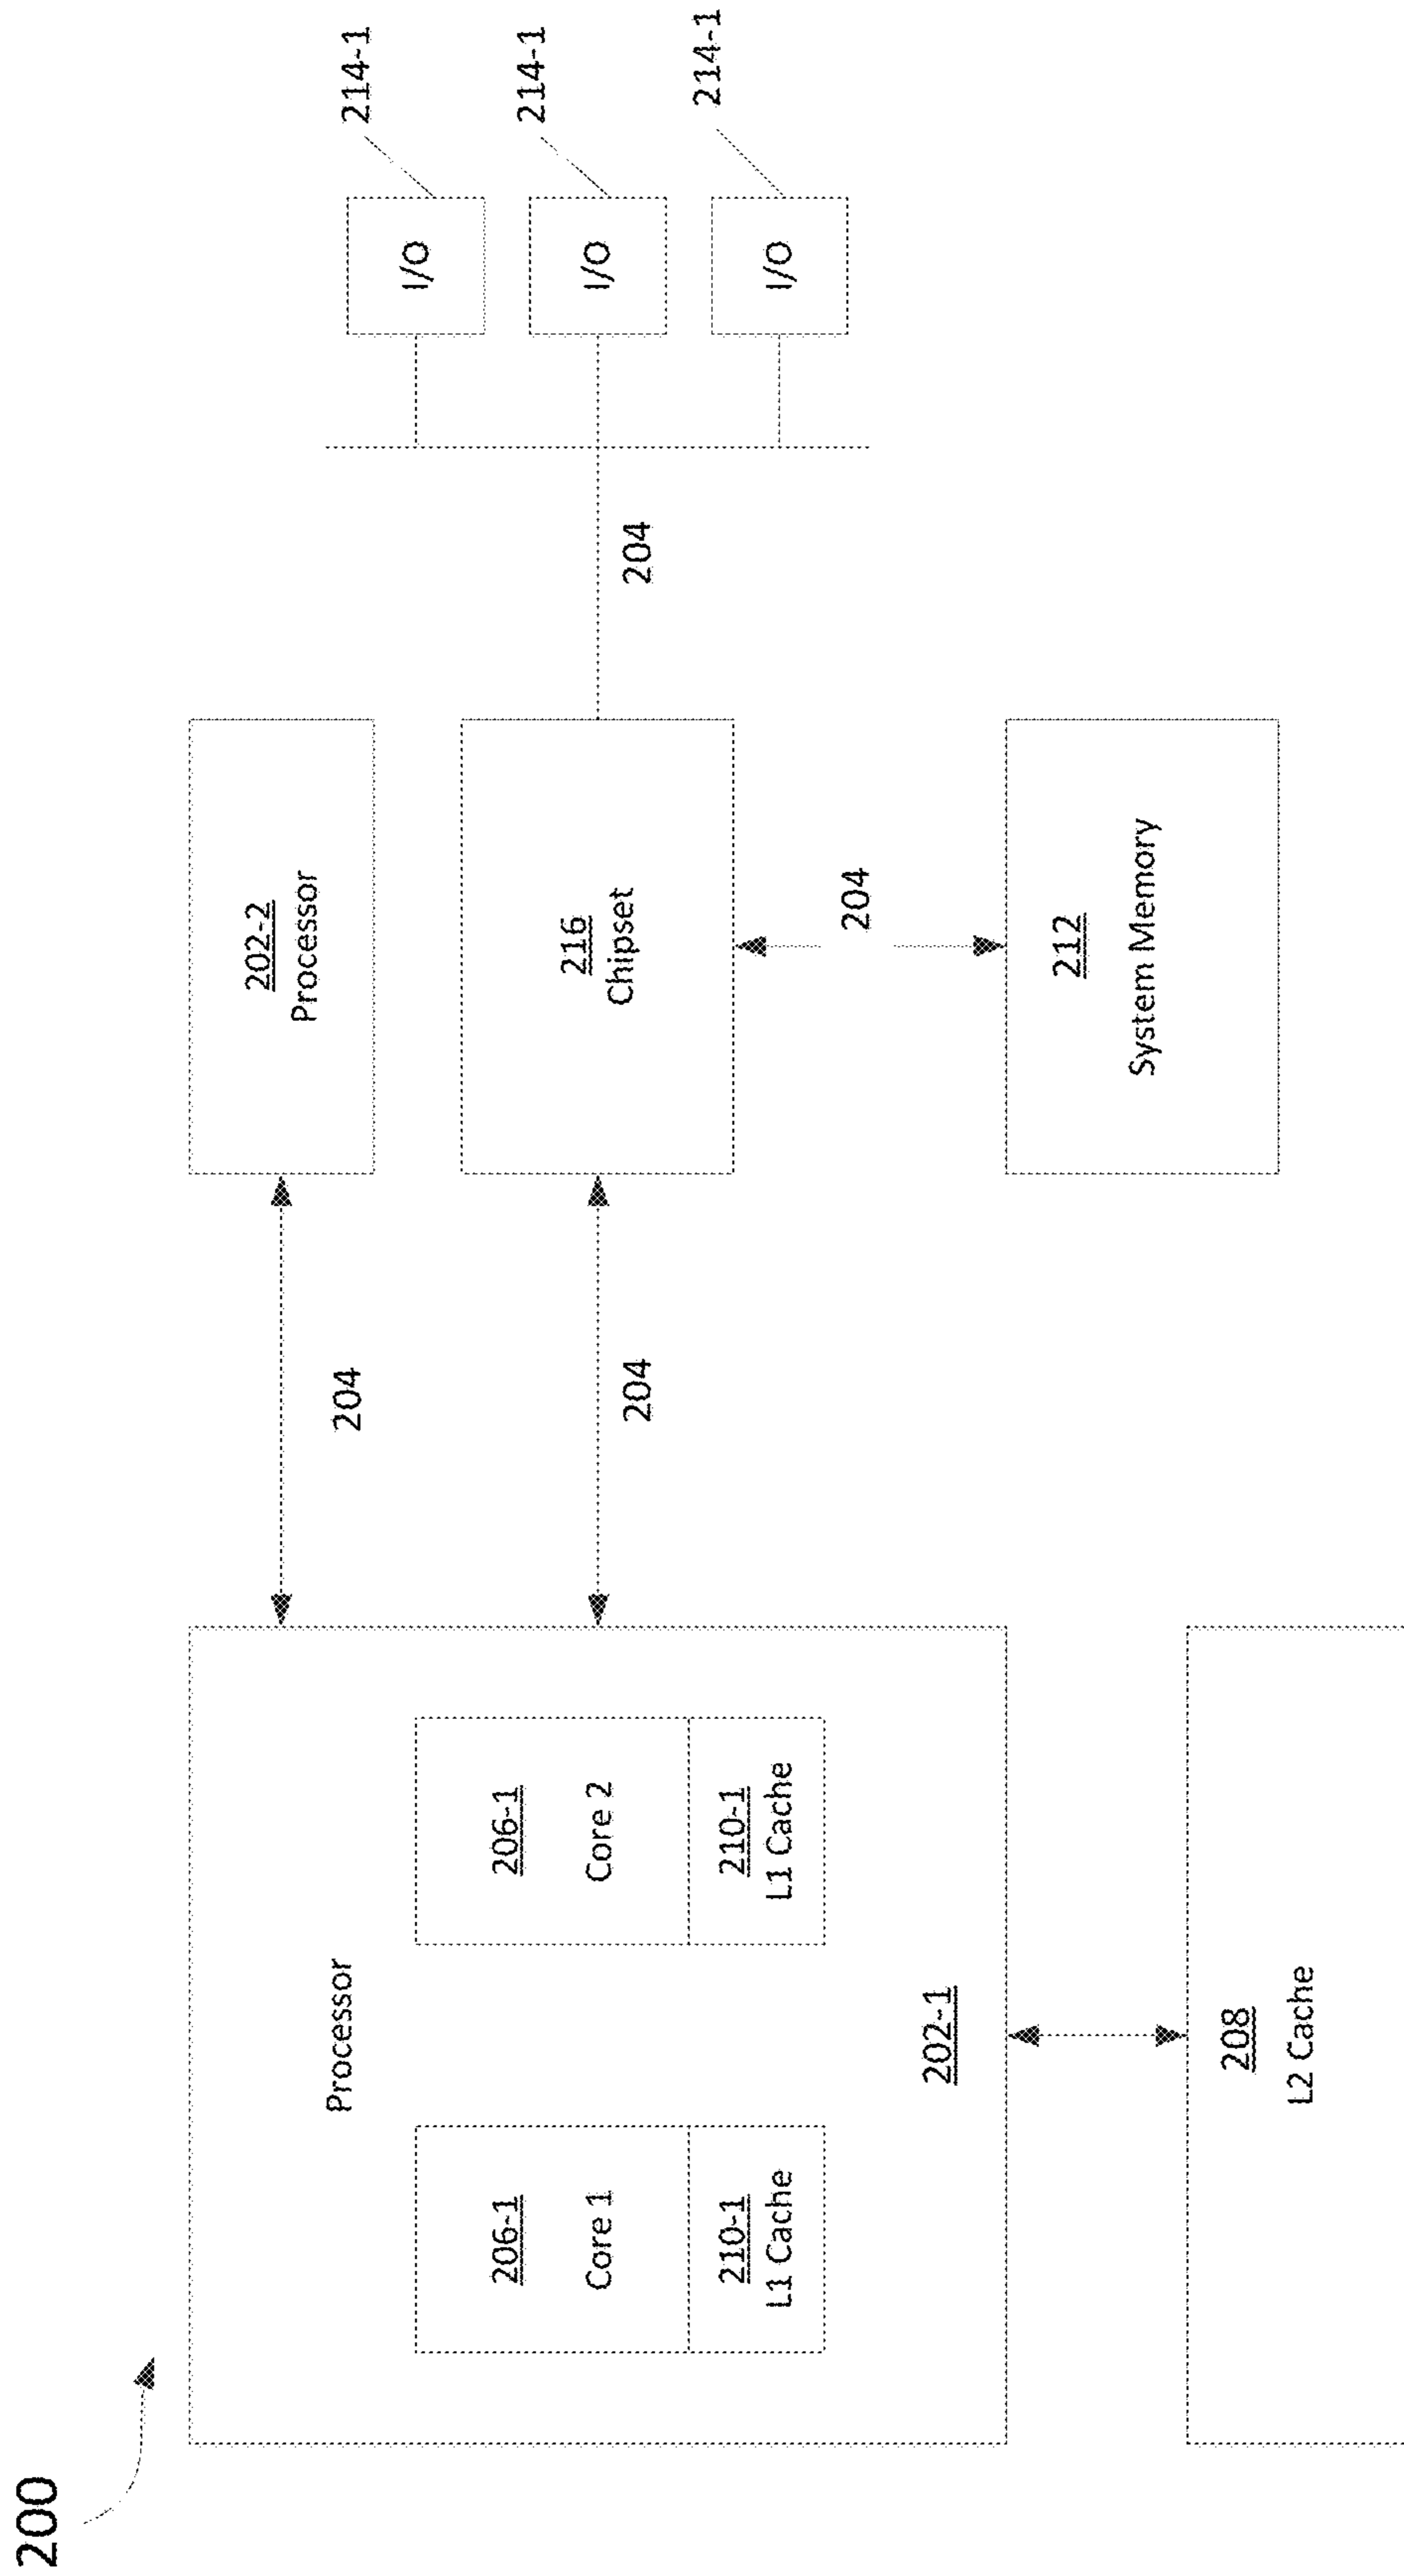 200
Processor
206-1
Core 1
210-1
L1 Cache
206-1
Core 2
210-1
L1 Cache
202-1
208
L2 Cache
204
204
202-2
Processor
216
Chipset
204
212
System Memory
204
I/O
214-1
I/O
214-1
I/O
214-1